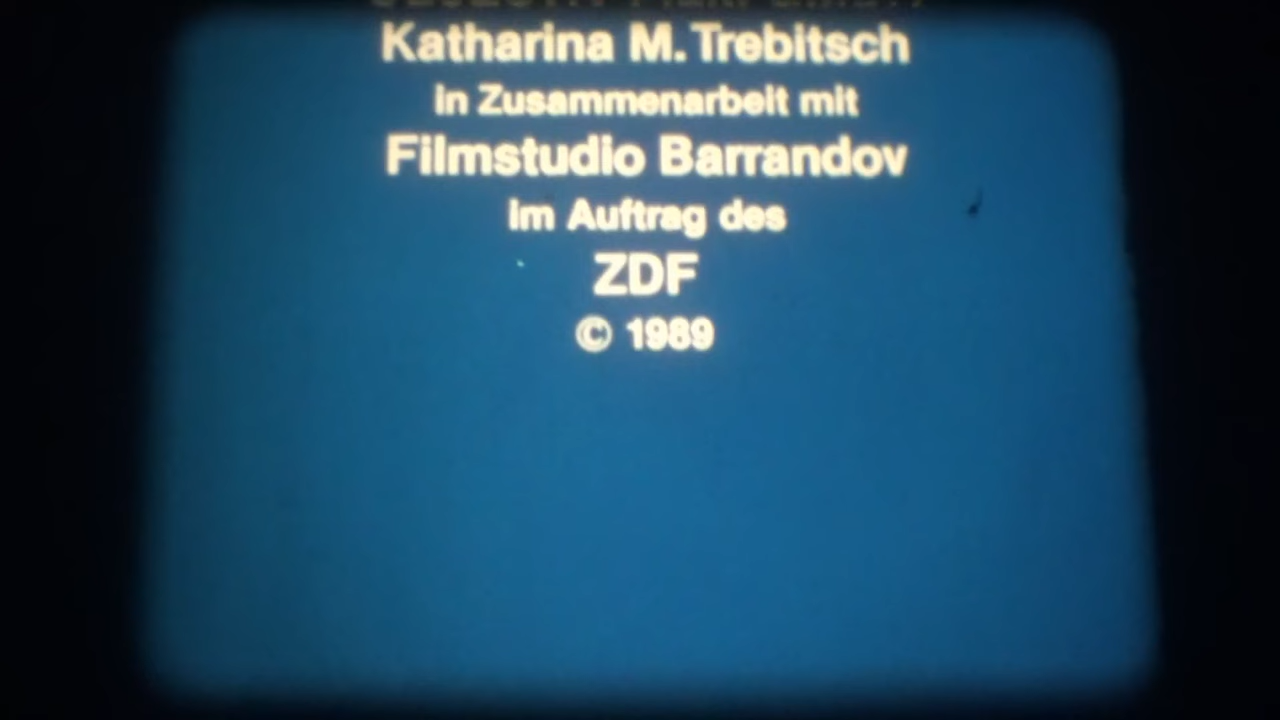 Katharina M. Trebitsch
in Zusammenarbeit mit
Filmstudio Barrandov
im Auftrag des
ZDF
© 1989